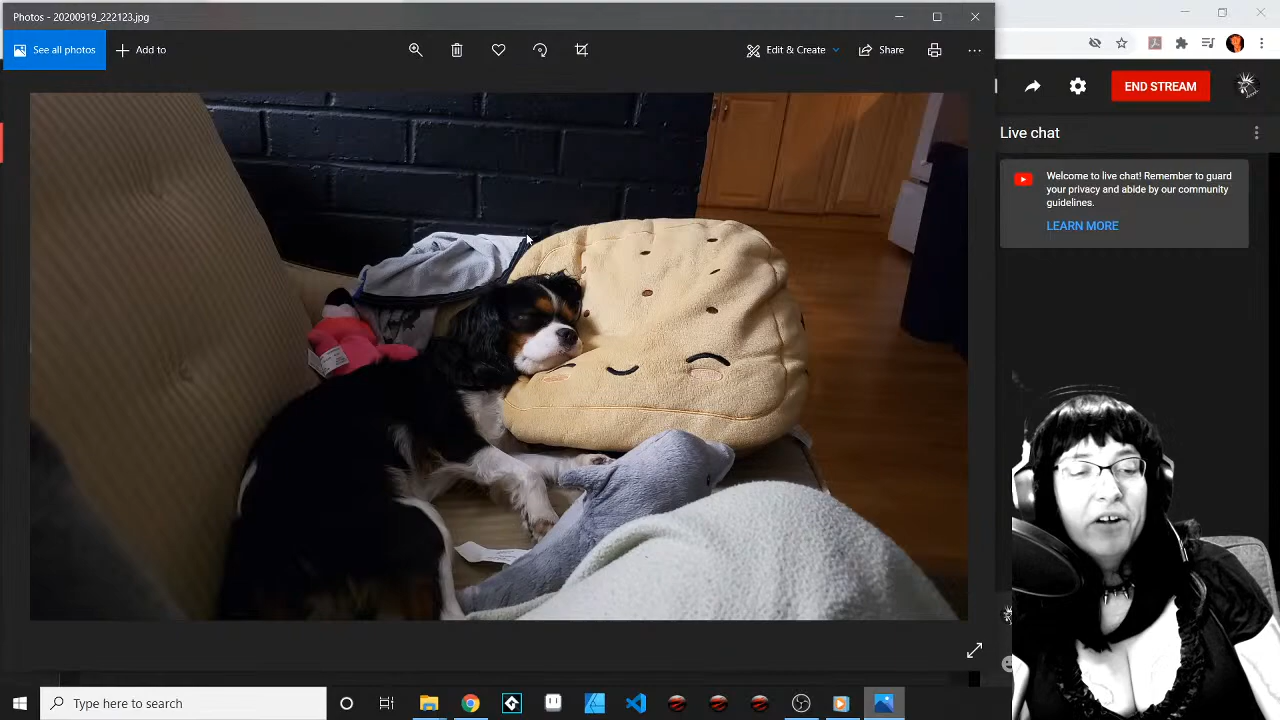 Photos - 20200919_222123.jpg
See all photos
Add to
Edit & Create
Share
END STREAM
Live chat
Welcome to live chat! Remember to guard
your privacy and abide by our community
guidelines.
LEARN MORE
Type here to search